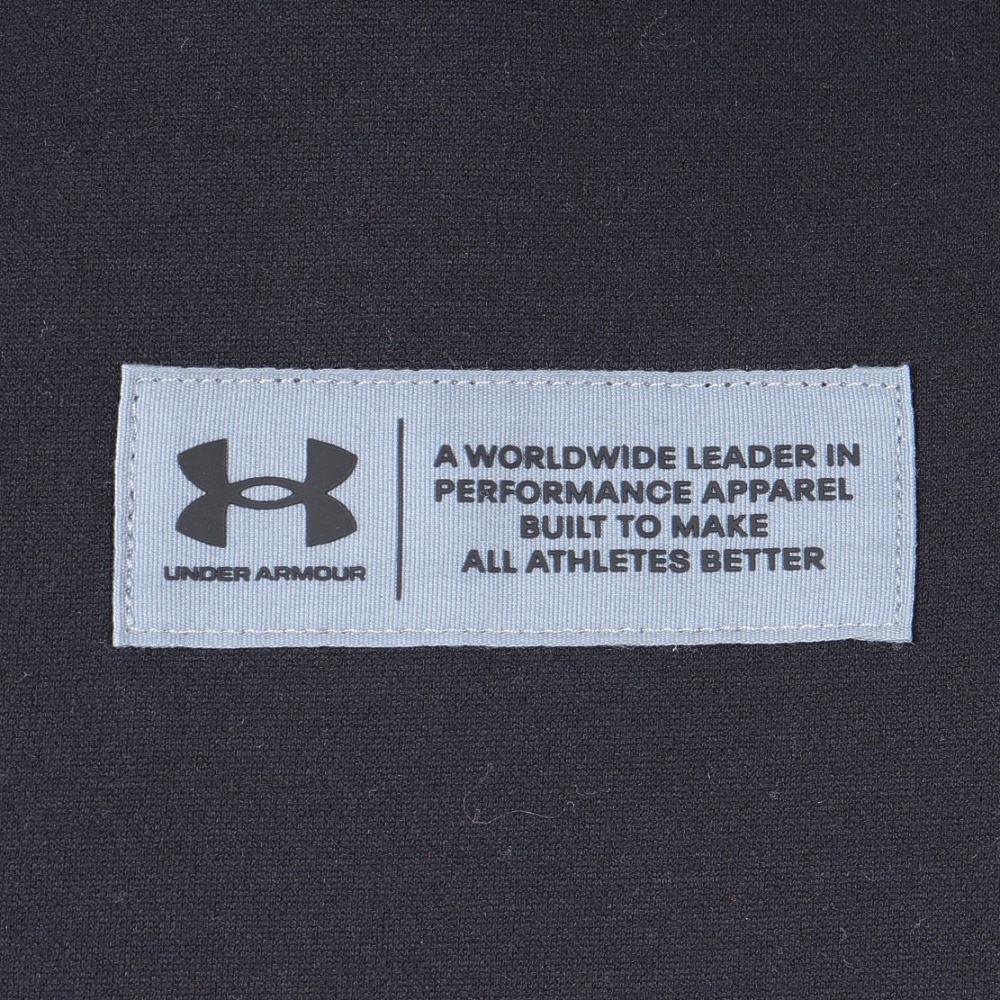 UNDER ARMOUR
A WORLDWIDE LEADER IN
PERFORMANCE APPAREL
BUILT TO MAKE
ALL ATHLETES BETTER